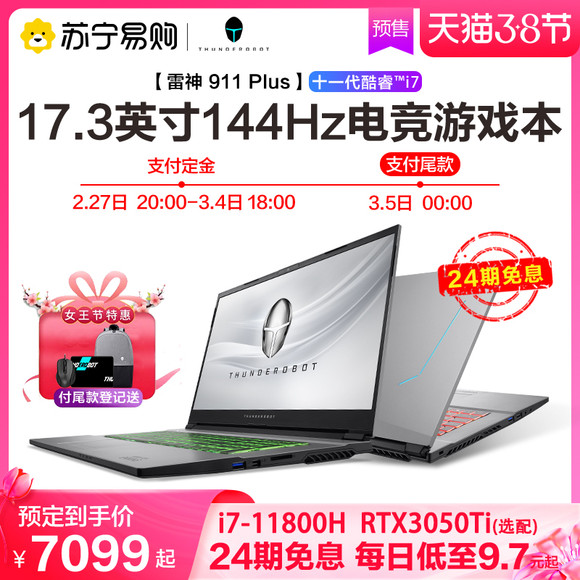 苏宁易购
THUNDEROBOT
预售
天猫3.8节
【雷神 911 Plus】十一代酷睿™i7
17.3英寸144Hz电竞游戏本
支付定金
支付尾款
2.27日 20:00-3.4日 18:00
3.5日 00:00
24期免息
女王节特惠
THUNDEROBOT
付尾款登记送
THUNDEROBOT
预定到手价
¥7099起
i7-11800H RTX3050Ti(选配)
24期免息 每日低至9.7元起